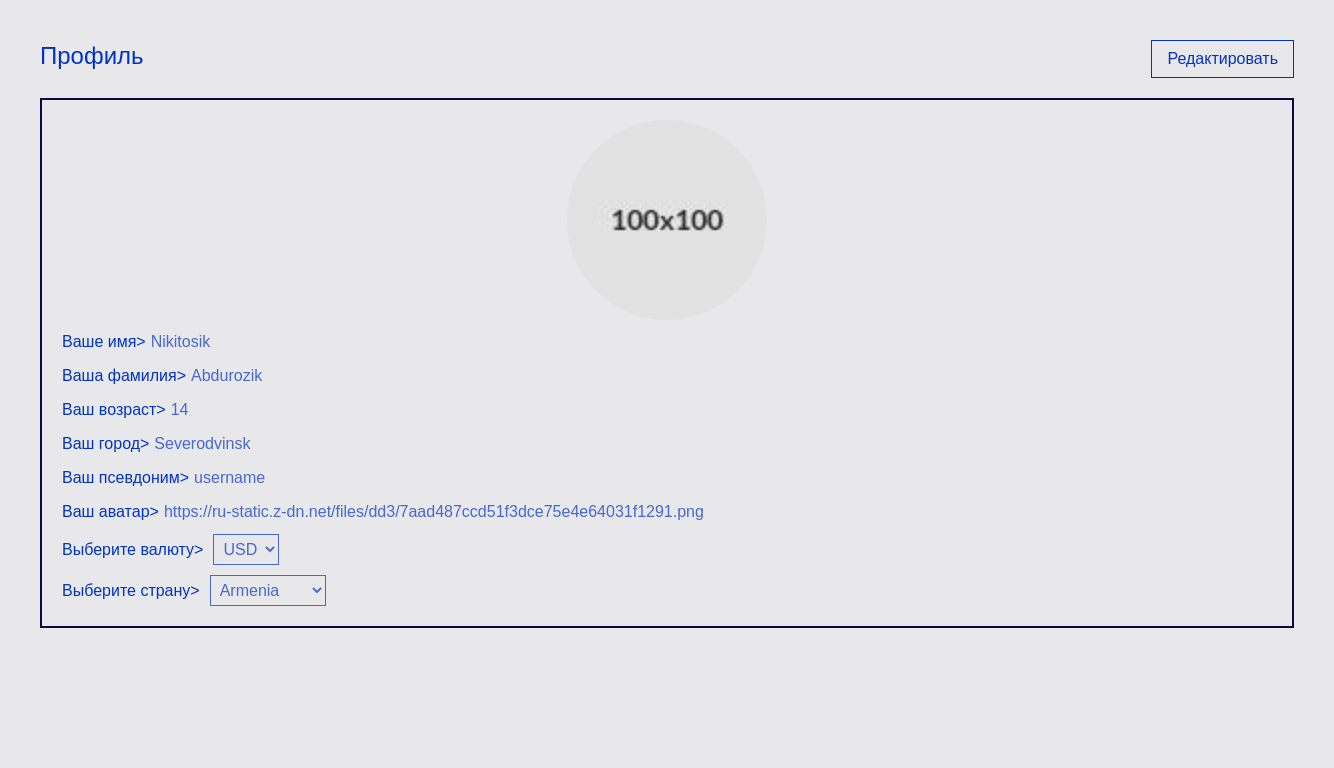 Профиль
Редактировать
100x100
Ваше имя> Nikitosik
Ваша фамилия> Abdurozik
Ваш возраст> 14
Ваш город> Severodvinsk
Ваш псевдоним> username
Ваш аватар> https://ru-static.z-dn.net/files/dd3/7aad487ccd51f3dce75e4e64031f1291.png
Выберите валюту> USD
Выберите страну> Armenia